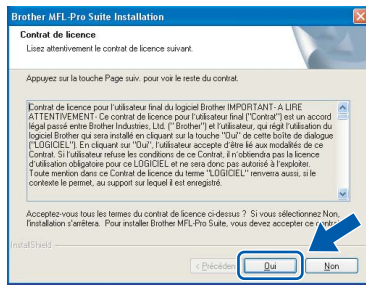 Brother MFL-Pro Suite Installation
Contrat de licence
Lisez attentivement le contrat de licence suivant.
Appuyez sur la touche Page suiv. pour voir le reste du contrat.
Contrat de licence pour l'utilisateur final du logiciel Brother IMPORTANT- A LIRE
ATTENTIVEMENT- Ce contrat de licence pour l'utilisateur final ("Contrat") est un accord
légal passé entre Brother Industries, Ltd. (" Brother") et l'utilisateur, qui régit l'utilisation du
logiciel Brother qui sera installé en cliquant sur la touche "Oui" de cette boîte de dialogue
("LOGICIEL"). En cliquant sur "Oui", l'utilisateur accepte d'être lié aux modalités de ce
Contrat. Si l'utilisateur refuse les conditions de ce Contrat, il n'obtiendra pas la licence
d'utilisation obligatoire pour ce LOGICIEL et ne sera donc pas autorisé à l'exploiter.
Toute mention dans ce Contrat de licence du terme "LOGICIEL" renverra aussi, si le
contexte le permet, au support sur lequel il est enregistré.
Acceptez-vous tous les termes du contrat de licence ci-dessus ? Si vous sélectionnez Non,
l'installation s'arrêtera. Pour installer Brother MFL-Pro Suite, vous devez accepter ce contrat
InstallShield
< Précédent Oui Non